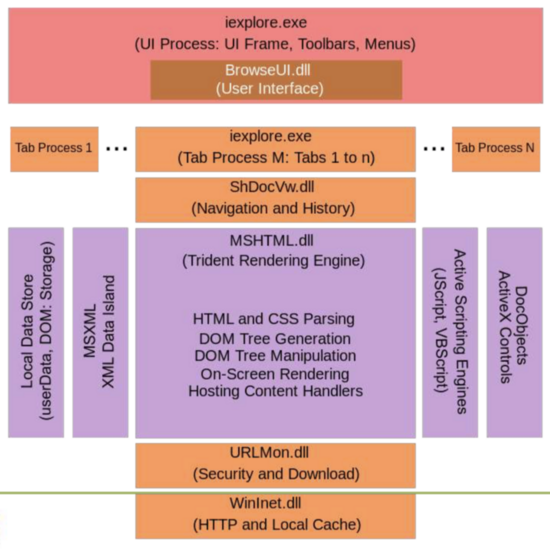 iexplore.exe
(UI Process: UI Frame, Toolbars, Menus)
BrowseUI.dll
(User Interface)
Tab Process 1
...
iexplore.exe
(Tab Process M: Tabs 1 to n)
...
Tab Process N
ShDocVw.dll
(Navigation and History)
Local Data Store
(userData, DOM: Storage)
MSXML
XML Data Island
MSHTML.dll
(Trident Rendering Engine)
HTML and CSS Parsing
DOM Tree Generation
DOM Tree Manipulation
On-Screen Rendering
Hosting Content Handlers
Active Scripting Engines
(JScript, VBScript)
DocObjects
ActiveX Controls
URLMon.dll
(Security and Download)
WinInet.dll
(HTTP and Local Cache)